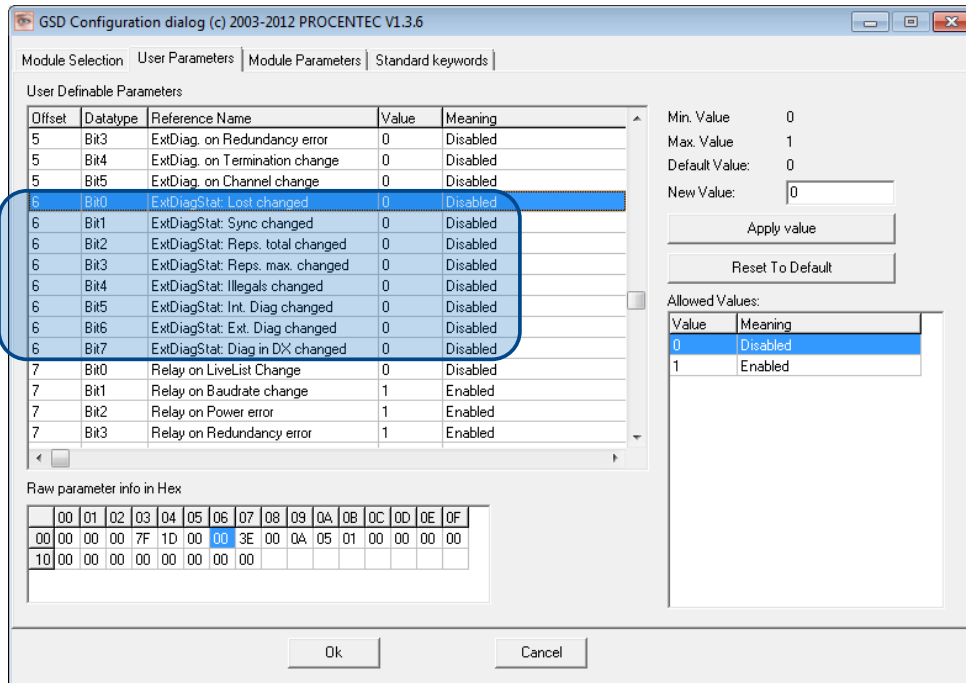 GSD Configuration dialog (c) 2003-2012 PROCENTEC V1.3.6
Module Selection User Parameters Module Parameters Standard keywords
User Definable Parameters
Offset Datatype Reference Name Value Meaning
5 Bit3 ExtDiag. on Redundancy error 0 Disabled
5 Bit4 ExtDiag. on Termination change 0 Disabled
5 Bit5 ExtDiag. on Channel change 0 Disabled
6 Bit0 ExtDiagStat: Lost changed 0 Disabled
6 Bit1 ExtDiagStat: Sync changed 0 Disabled
6 Bit2 ExtDiagStat: Reps. total changed 0 Disabled
6 Bit3 ExtDiagStat: Reps. max. changed 0 Disabled
6 Bit4 ExtDiagStat: Illegals changed 0 Disabled
6 Bit5 ExtDiagStat: Int. Diag changed 0 Disabled
6 Bit6 ExtDiagStat: Ext. Diag changed 0 Disabled
6 Bit7 ExtDiagStat: Diag in DX changed 0 Disabled
7 Bit0 Relay on LiveList Change 0 Disabled
7 Bit1 Relay on Baudrate change 1 Enabled
7 Bit2 Relay on Power error 1 Enabled
7 Bit3 Relay on Redundancy error 1 Enabled
Min. Value 0
Max. Value 1
Default Value: 0
New Value: 0
Apply value
Reset To Default
Allowed Values:
Value Meaning
0 Disabled
1 Enabled
Raw parameter info in Hex
00 01 02 03 04 05 06 07 08 09 0A 0B 0C 0D 0E 0F
00 00 00 00 7F 1D 00 00 3E 00 0A 05 01 00 00 00 00
10 00 00 00 00 00 00 00 00
Ok Cancel